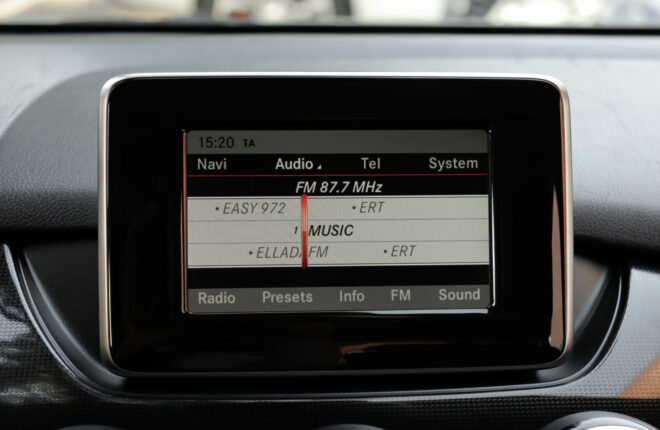 15:20 TA
Navi Audio Tel System
FM 87.7 MHz
• EASY 972 • ERT
1 MUSIC
• ELLADA FM • ERT
Radio Presets Info FM Sound